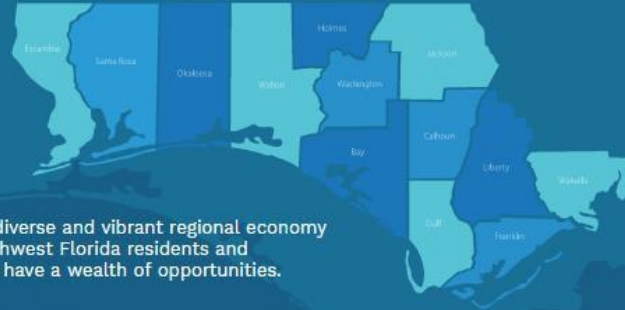 Holmes
Escambia
Santa Rosa
Okaloosa
Walton
Washington
Jackson
Bay
Calhoun
Liberty
Gulf
Wakulla
Franklin
diverse and vibrant regional economy
hwest Florida residents and
have a wealth of opportunities.